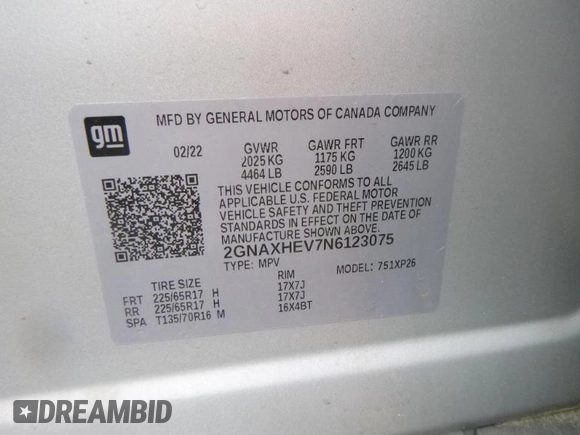 gm
MFD BY GENERAL MOTORS OF CANADA COMPANY
02/22 GVWR GAWR FRT GAWR RR
2025 KG 1175 KG 1200 KG
4464 LB 2590 LB 2645 LB
THIS VEHICLE CONFORMS TO ALL
APPLICABLE U.S. FEDERAL MOTOR
VEHICLE SAFETY AND THEFT PREVENTION
STANDARDS IN EFFECT ON THE DATE OF
MANUFACTURE SHOWN ABOVE.
2GNAXHEV7N6123075
TYPE: MPV MODEL: 751XP26
TIRE SIZE RIM
FRT 225/65R17 H 17X7J
RR 225/65R17 H 17X7J
SPA T135/70R16 M 16X4BT
DREAMBID